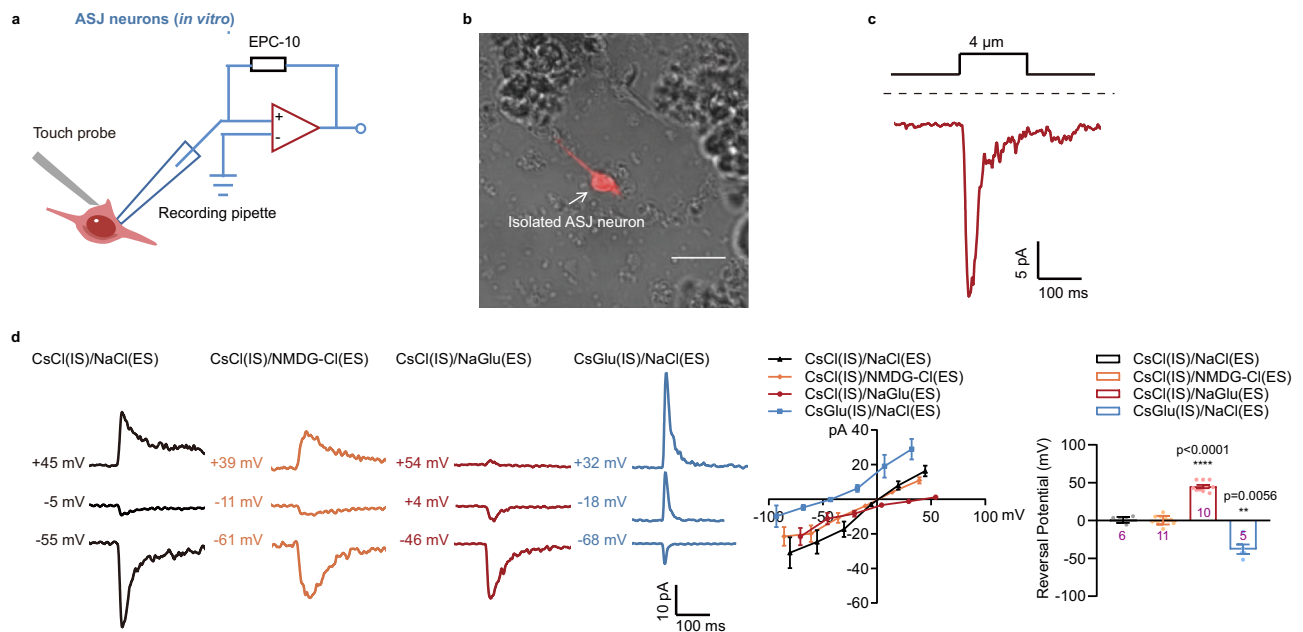 a
ASJ neurons (in vitro)
EPC-10
+
-
Touch probe
Recording pipette
b
Isolated ASJ neuron
c
4 µm
5 pA
100 ms
d
CsCl(IS)/NaCl(ES)
+45 mV
-5 mV
-55 mV
CsCl(IS)/NMDG-Cl(ES)
+39 mV
-11 mV
-61 mV
CsCl(IS)/NaGlu(ES)
+54 mV
+4 mV
-46 mV
CsGlu(IS)/NaCl(ES)
+32 mV
-18 mV
-68 mV
10 pA
100 ms
CsCl(IS)/NaCl(ES)
CsCl(IS)/NMDG-Cl(ES)
CsCl(IS)/NaGlu(ES)
CsGlu(IS)/NaCl(ES)
pA
40
20
-100
-50
50
100 mV
-20
-40
-60
CsCl(IS)/NaCl(ES)
CsCl(IS)/NMDG-Cl(ES)
CsCl(IS)/NaGlu(ES)
CsGlu(IS)/NaCl(ES)
Reversal Potential (mV)
100
50
0
-50
-100
p<0.0001
****
p=0.0056
**
6
11
10
5